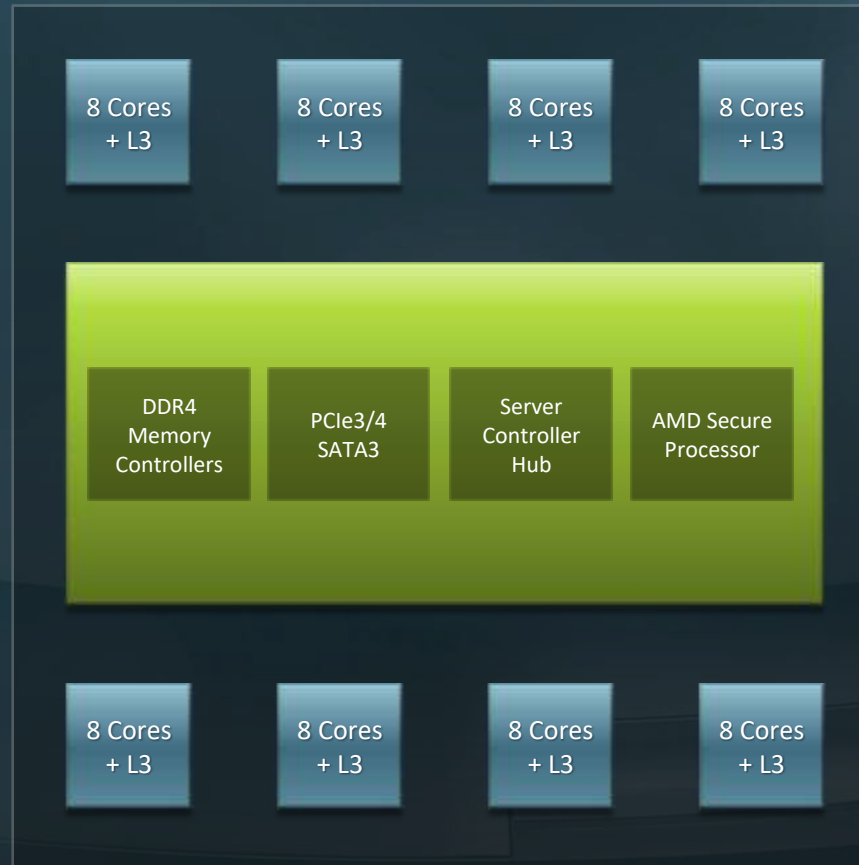 8 Cores
+ L3
8 Cores
+ L3
8 Cores
+ L3
8 Cores
+ L3
DDR4
Memory
Controllers
PCIe3/4
SATA3
Server
Controller
Hub
AMD Secure
Processor
8 Cores
+ L3
8 Cores
+ L3
8 Cores
+ L3
8 Cores
+ L3